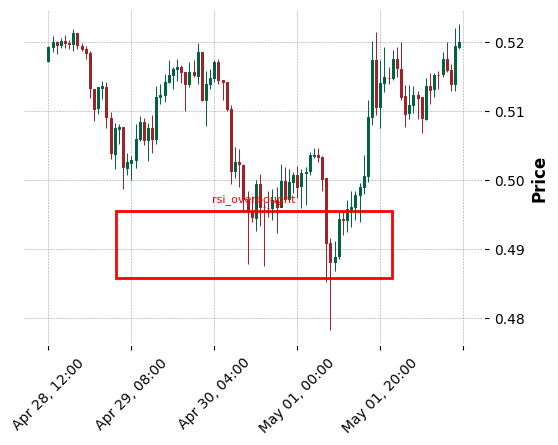 0.52
0.51
0.50
0.49
0.48
Price
rsi_overbought
Apr 28, 12:00
Apr 29, 08:00
Apr 30, 04:00
May 01, 00:00
May 01, 20:00